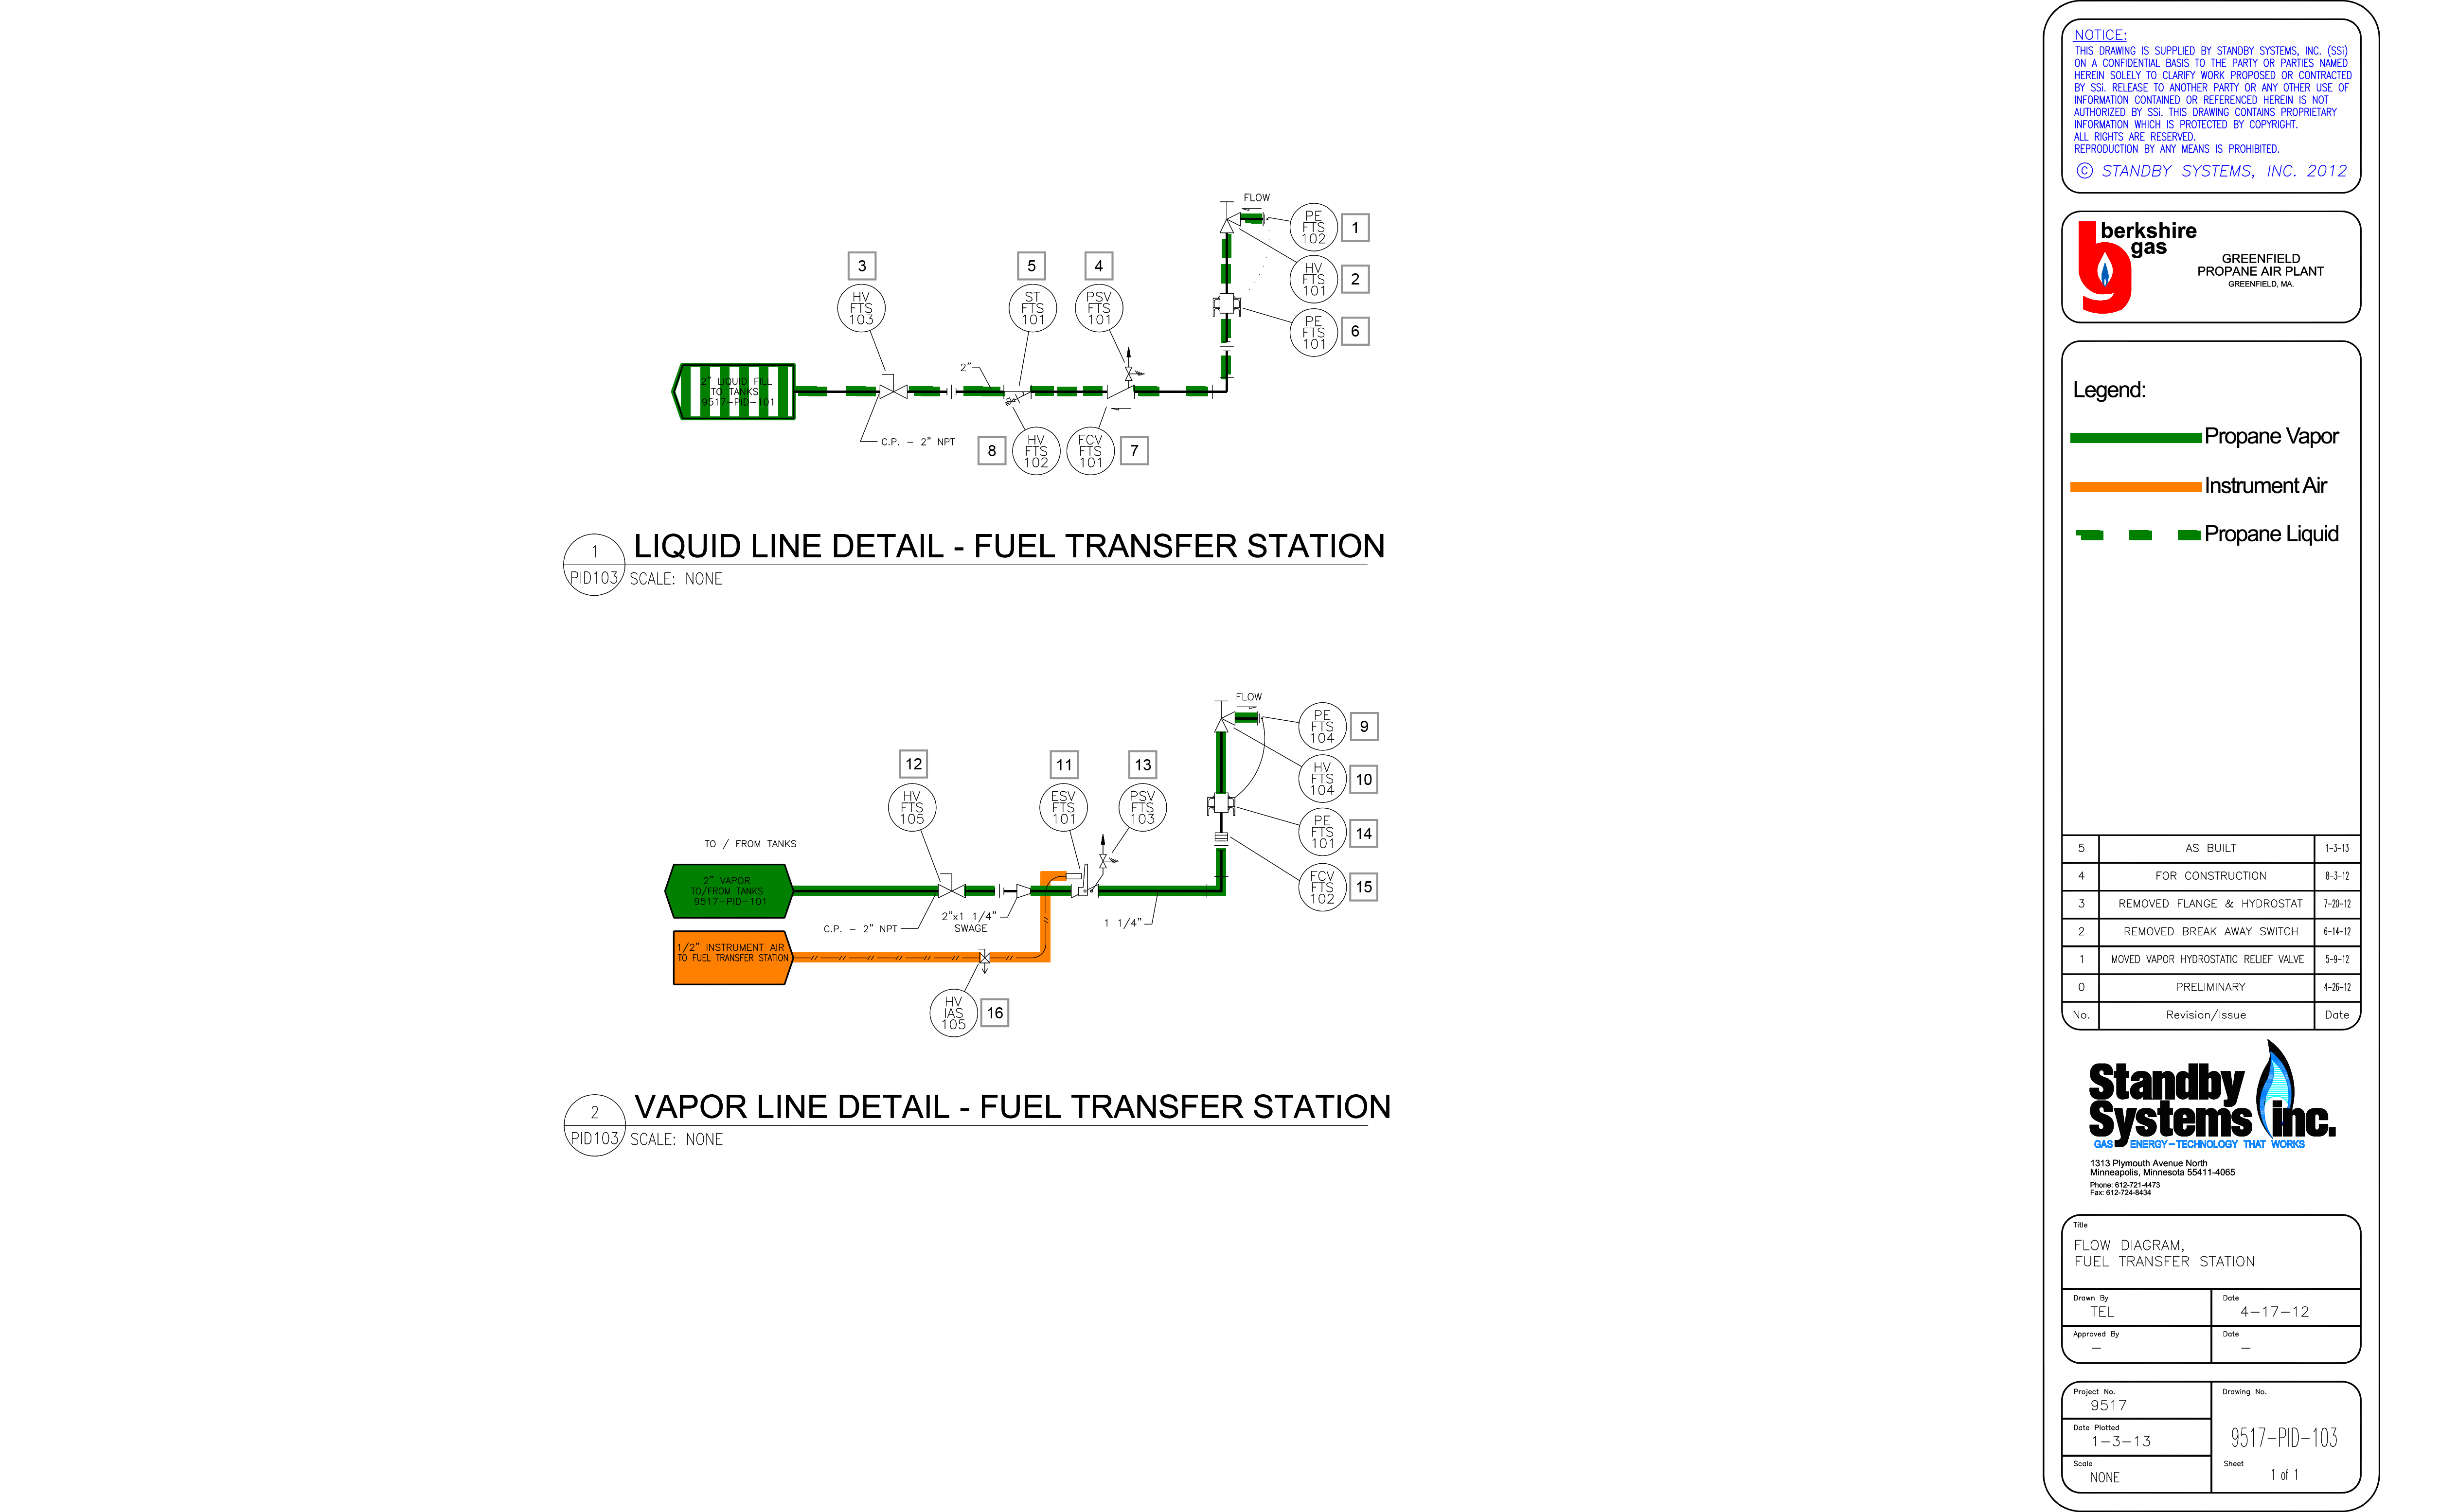 NOTICE:
THIS DRAWING IS SUPPLIED BY STANDBY SYSTEMS, INC. (SSi)
ON A CONFIDENTIAL BASIS TO THE PARTY OR PARTIES NAMED
HEREIN SOLELY TO CLARIFY WORK PROPOSED OR CONTRACTED
BY SSi. RELEASE TO ANOTHER PARTY OR ANY OTHER USE OF
INFORMATION CONTAINED OR REFERENCED HEREIN IS NOT
AUTHORIZED BY SSi. THIS DRAWING CONTAINS PROPRIETARY
INFORMATION WHICH IS PROTECTED BY COPYRIGHT.
ALL RIGHTS ARE RESERVED.
REPRODUCTION BY ANY MEANS IS PROHIBITED.
© STANDBY SYSTEMS, INC. 2012
berkshire
gas
GREENFIELD
PROPANE AIR PLANT
GREENFIELD, MA.
Legend:
Propane Vapor
Instrument Air
Propane Liquid
FLOW
PE
FTS
102
1
HV
FTS
101
2
PE
FTS
101
6
3
HV
FTS
103
5
ST
FTS
101
4
PSV
FTS
101
2"
2" LIQUID FILL
TO TANKS
9517-PID-101
C.P. - 2" NPT
8
HV
FTS
102
FCV
FTS
101
7
1
PID103
LIQUID LINE DETAIL - FUEL TRANSFER STATION
SCALE: NONE
FLOW
PE
FTS
104
9
HV
FTS
104
10
PE
FTS
101
14
FCV
FTS
102
15
12
HV
FTS
105
11
ESV
FTS
101
13
PSV
FTS
103
TO / FROM TANKS
2" VAPOR
TO/FROM TANKS
9517-PID-101
C.P. - 2" NPT
2"x1 1/4"
SWAGE
1 1/4"
1/2" INSTRUMENT AIR
TO FUEL TRANSFER STATION
HV
IAS
105
16
2
PID103
VAPOR LINE DETAIL - FUEL TRANSFER STATION
SCALE: NONE
5 AS BUILT 1-3-13
4 FOR CONSTRUCTION 8-3-12
3 REMOVED FLANGE & HYDROSTAT 7-20-12
2 REMOVED BREAK AWAY SWITCH 6-14-12
1 MOVED VAPOR HYDROSTATIC RELIEF VALVE 5-9-12
0 PRELIMINARY 4-26-12
No. Revision/Issue Date
Standby
Systems inc.
GAS ENERGY-TECHNOLOGY THAT WORKS
1313 Plymouth Avenue North
Minneapolis, Minnesota 55411-4065
Phone: 612-721-4473
Fax: 612-724-8434
Title
FLOW DIAGRAM,
FUEL TRANSFER STATION
Drawn By
TEL
Date
4-17-12
Approved By
-
Date
-
Project No.
9517
Date Plotted
1-3-13
Scale
NONE
Drawing No.
9517-PID-103
Sheet
1 of 1